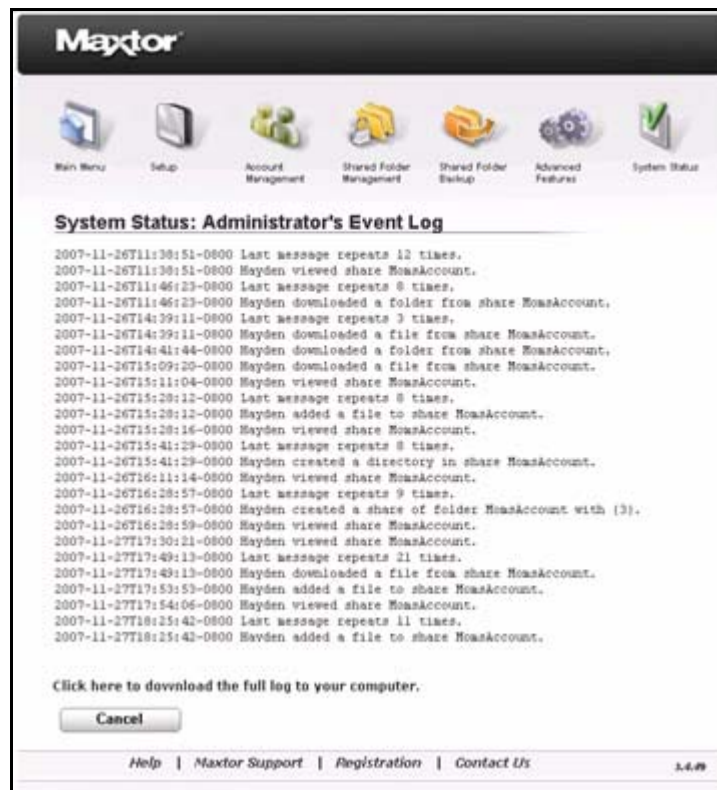 Maxtor
Main Menu
Setup
Account Management
Shared Folder Management
Shared Folder Backup
Advanced Features
System Status
System Status: Administrator's Event Log
2007-11-26T11:38:51-0800 Last message repeats 12 times.
2007-11-26T11:38:51-0800 Hayden viewed share MomsAccount.
2007-11-26T11:46:23-0800 Last message repeats 8 times.
2007-11-26T11:46:23-0800 Hayden downloaded a folder from share MomsAccount.
2007-11-26T14:39:11-0800 Last message repeats 3 times.
2007-11-26T14:39:11-0800 Hayden downloaded a file from share MomsAccount.
2007-11-26T14:41:44-0800 Hayden downloaded a folder from share MomsAccount.
2007-11-26T15:09:20-0800 Hayden downloaded a file from share MomsAccount.
2007-11-26T15:11:04-0800 Hayden viewed share MomsAccount.
2007-11-26T15:28:12-0800 Last message repeats 8 times.
2007-11-26T15:28:12-0800 Hayden added a file to share MomsAccount.
2007-11-26T15:28:16-0800 Hayden viewed share MomsAccount.
2007-11-26T15:41:29-0800 Last message repeats 8 times.
2007-11-26T15:41:29-0800 Hayden created a directory in share MomsAccount.
2007-11-26T16:11:14-0800 Hayden viewed share MomsAccount.
2007-11-26T16:28:57-0800 Last message repeats 9 times.
2007-11-26T16:28:57-0800 Hayden created a share of folder MomsAccount with (3).
2007-11-26T16:28:59-0800 Hayden viewed share MomsAccount.
2007-11-27T17:30:21-0800 Hayden viewed share MomsAccount.
2007-11-27T17:49:13-0800 Last message repeats 21 times.
2007-11-27T17:49:13-0800 Hayden downloaded a file from share MomsAccount.
2007-11-27T17:53:53-0800 Hayden added a file to share MomsAccount.
2007-11-27T17:54:06-0800 Hayden viewed share MomsAccount.
2007-11-27T18:25:42-0800 Last message repeats 11 times.
2007-11-27T18:25:42-0800 Hayden added a file to share MomsAccount.
Click here to download the full log to your computer.
Cancel
Help | Maxtor Support | Registration | Contact Us